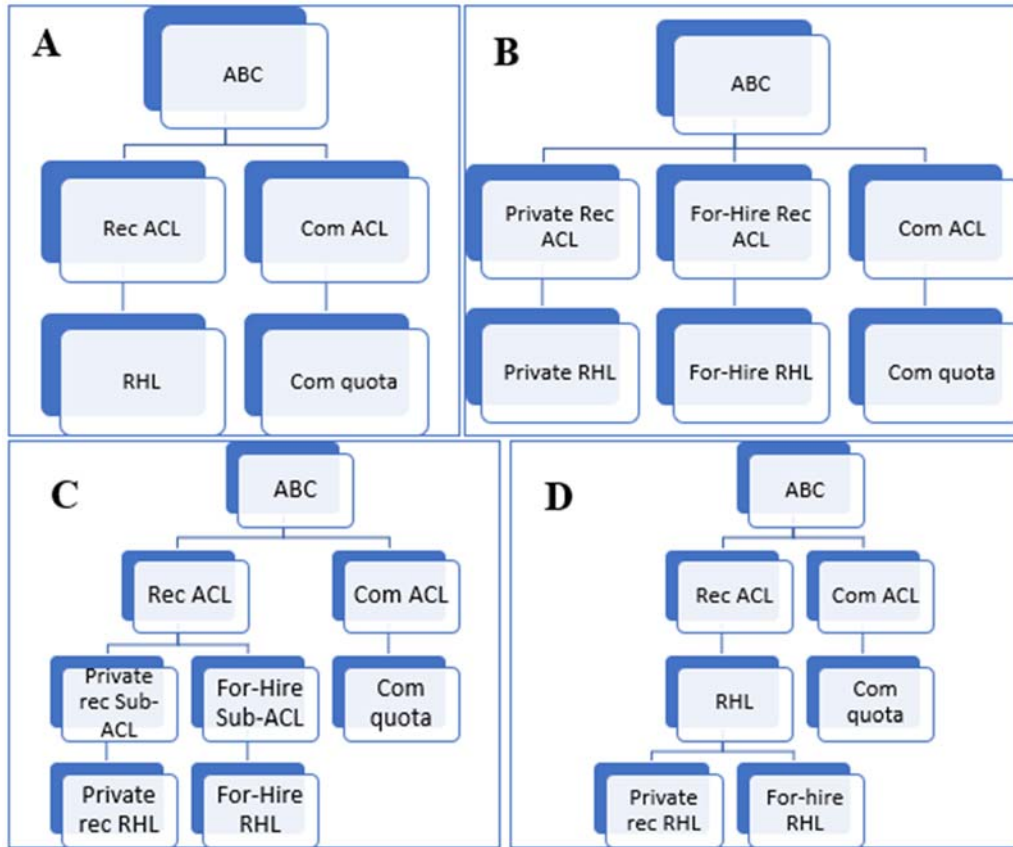 A
ABC
Rec ACL
Com ACL
RHL
Com quota
B
ABC
Private Rec
ACL
For-Hire Rec
ACL
Com ACL
Private RHL
For-Hire RHL
Com quota
C
ABC
Rec ACL
Com ACL
Private
rec Sub-
ACL
For-Hire
Sub-ACL
Com
quota
Private
rec RHL
For-Hire
RHL
D
ABC
Rec ACL
Com ACL
RHL
Com
quota
Private
rec RHL
For-hire
RHL